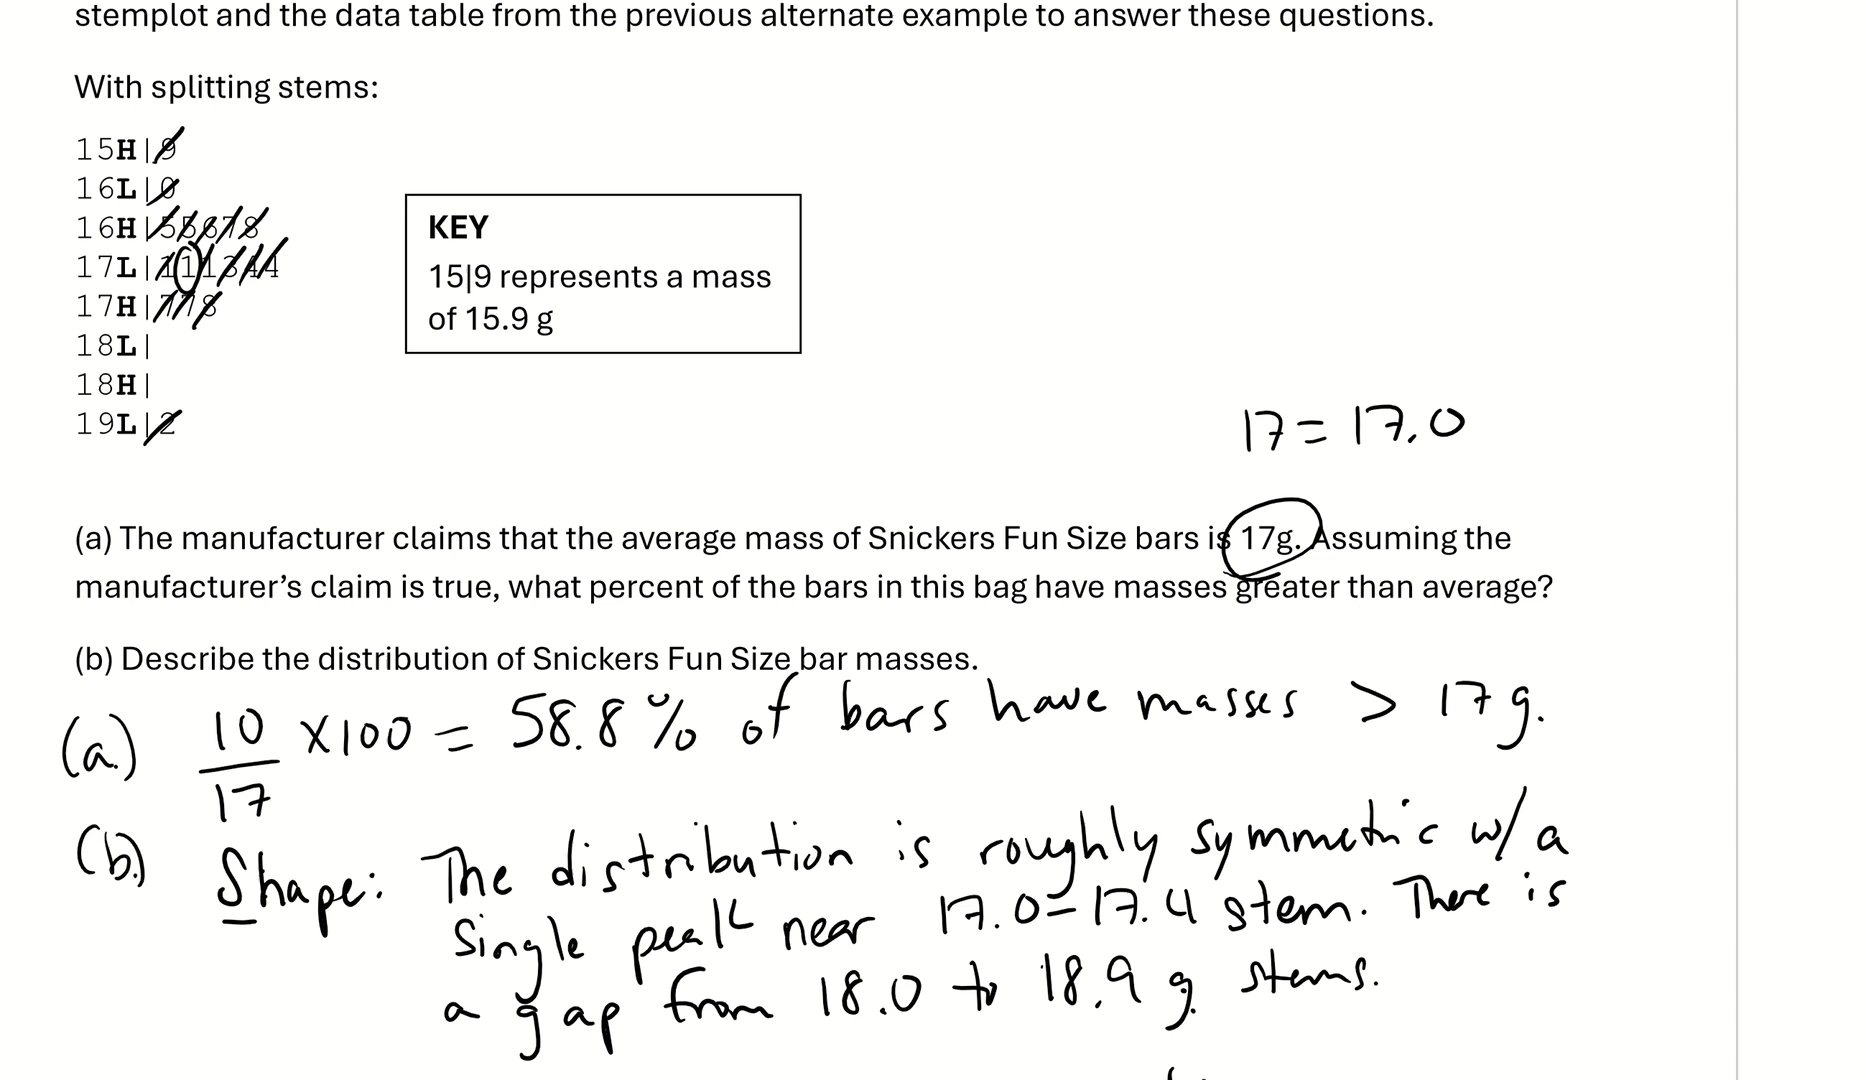 stemplot and the data table from the previous alternate example to answer these questions.
With splitting stems:
15H|9
16L|0
16H|55678
17L|111344
17H|778
18L|
18H|
19L|2
KEY
15|9 represents a mass
of 15.9 g
17 = 17.0
(a) The manufacturer claims that the average mass of Snickers Fun Size bars is 17g. Assuming the
manufacturer’s claim is true, what percent of the bars in this bag have masses greater than average?
(b) Describe the distribution of Snickers Fun Size bar masses.
(a.) 10/17 x100 = 58.8% of bars have masses > 17 g.
(b.) Shape: The distribution is roughly symmetric w/ a
single peak near 17.0-17.4 stem. There is
a gap from 18.0 to 18.9 g. stems.